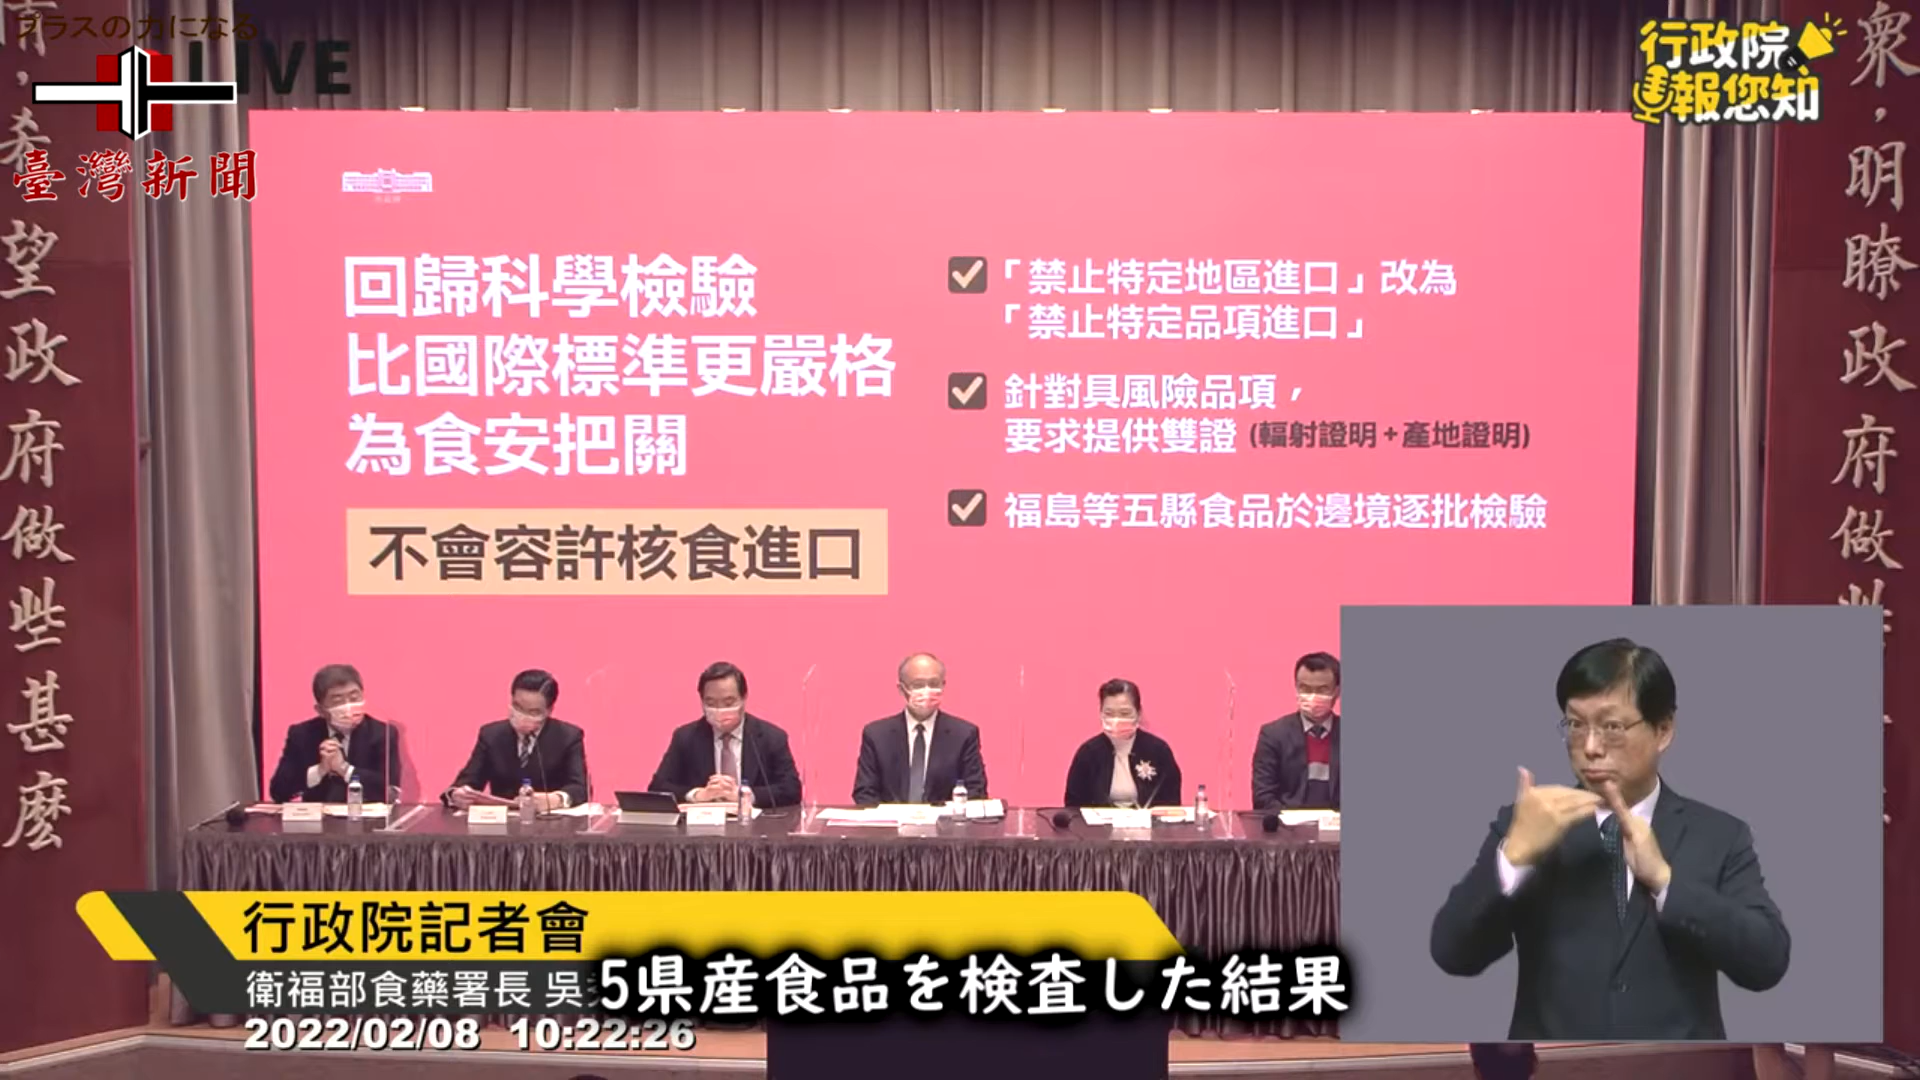 プラスの力になる
LIVE
臺灣新聞
行政院
報您知
回歸科學檢驗
比國際標準更嚴格
為食安把關
不會容許核食進口
「禁止特定地區進口」改為
「禁止特定品項進口」
針對具風險品項，
要求提供雙證 (輻射證明+產地證明)
福島等五縣食品於邊境逐批檢驗
，希望政府做些甚麼
眾，明瞭政府做些
行政院記者會
衛福部食藥署長 吳
5県産食品を検査した結果
2022/02/08 10:22:26